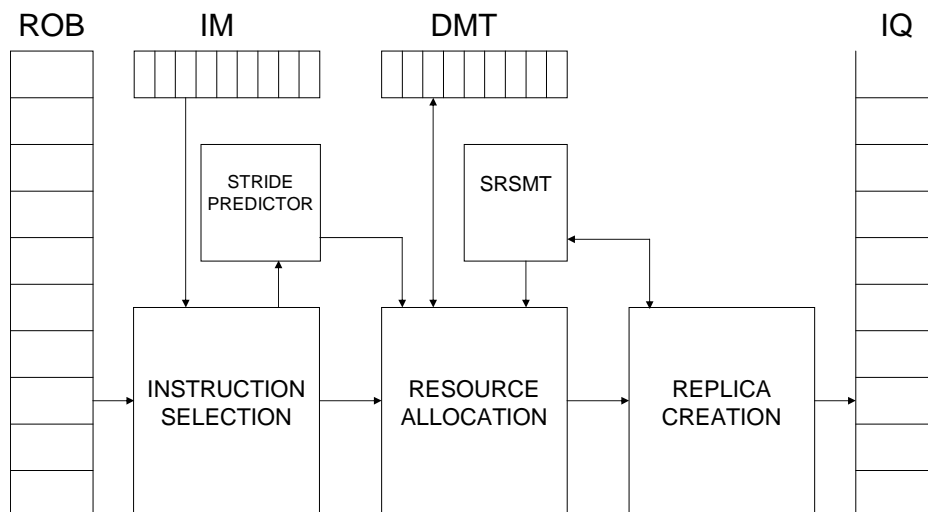 ROB
IM
DMT
IQ
STRIDE
PREDICTOR
SRSMT
INSTRUCTION
SELECTION
RESOURCE
ALLOCATION
REPLICA
CREATION